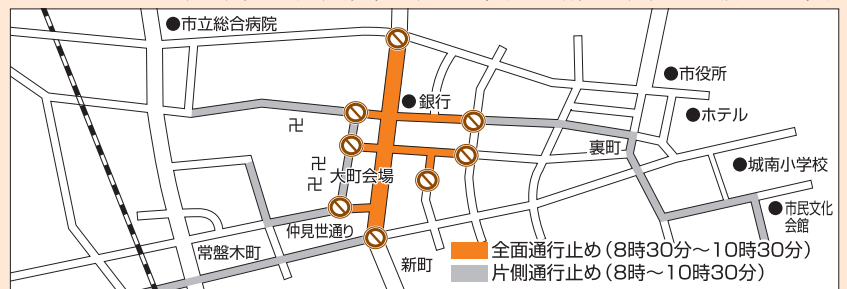 ●市立総合病院
●市役所
●銀行
●ホテル
卍
裏町
卍
●城南小学校
大町会場
卍
●市民文化
会館
仲見世通り
常盤木町
新町
全面通行止め（8時30分～10時30分）
片側通行止め（8時～10時30分）